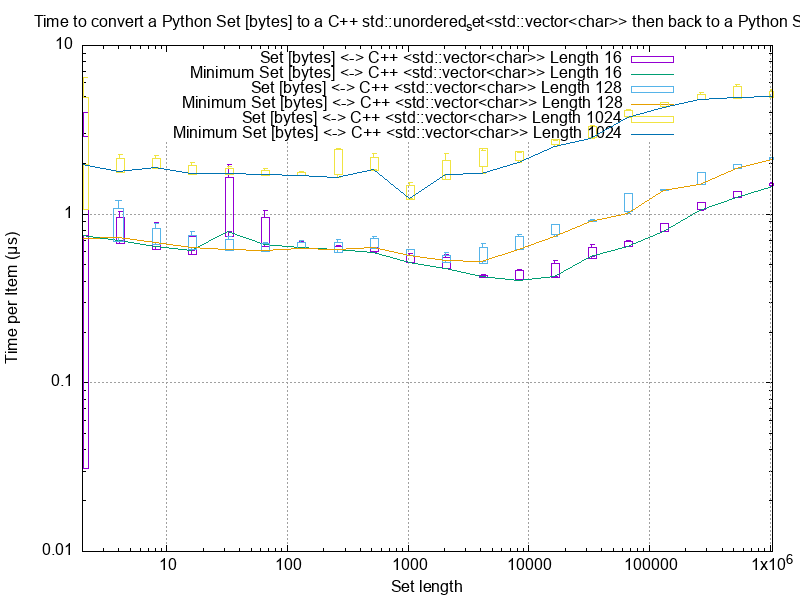 Time to convert a Python Set [bytes] to a C++ std::unordered_set<std::vector<char>> then back to a Python S
10
Set [bytes] <-> C++ <std::vector<char>> Length 16
Minimum Set [bytes] <-> C++ <std::vector<char>> Length 16
Set [bytes] <-> C++ <std::vector<char>> Length 128
Minimum Set [bytes] <-> C++ <std::vector<char>> Length 128
Set [bytes] <-> C++ <std::vector<char>> Length 1024
Minimum Set [bytes] <-> C++ <std::vector<char>> Length 1024
1
Time per Item (µs)
0.1
0.01
10 100 1000 10000 100000 1x10^6
Set length